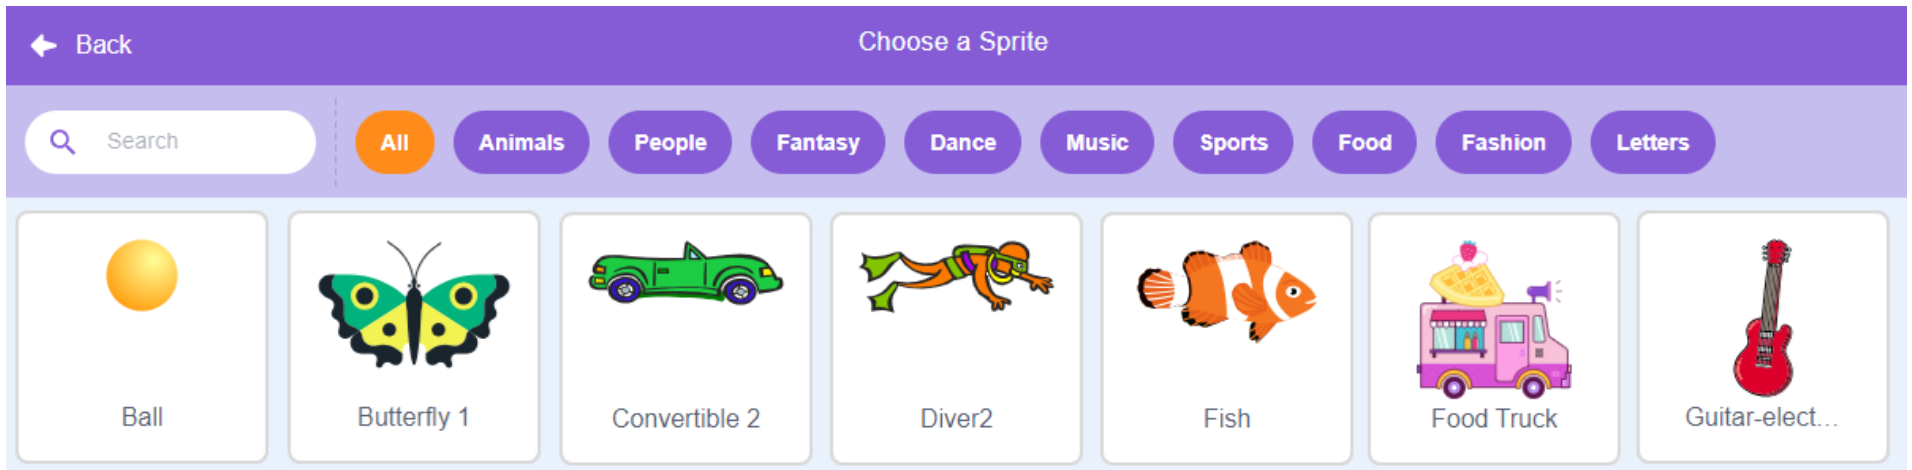 Back
Choose a Sprite
Search
All
Animals
People
Fantasy
Dance
Music
Sports
Food
Fashion
Letters
Ball
Butterfly 1
Convertible 2
Diver2
Fish
Food Truck
Guitar-elect...